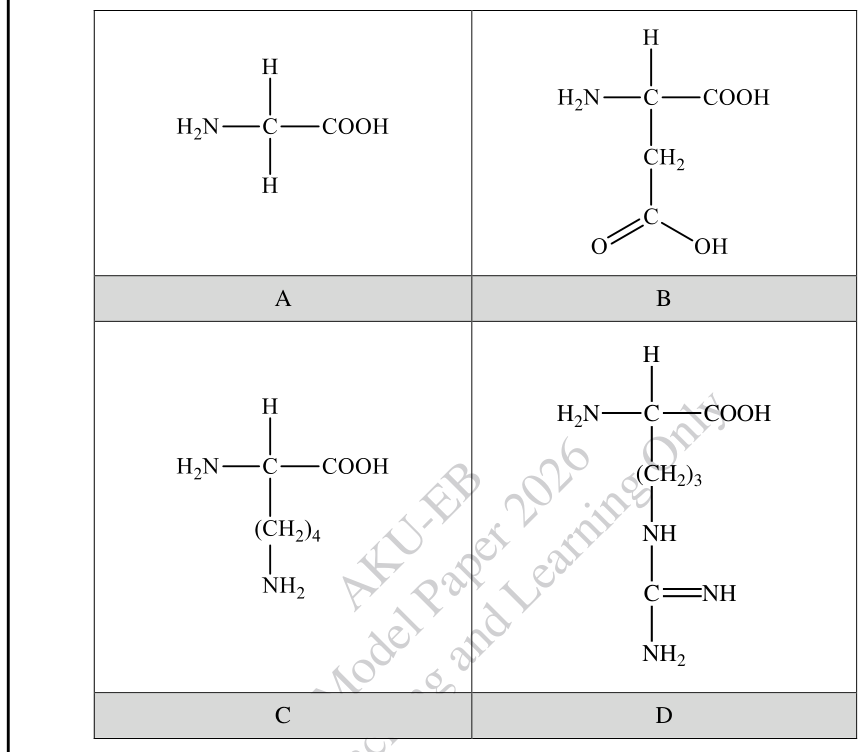 H
H₂N C COOH
H
A
H
H₂N C COOH
CH₂
C
O OH
B
H
H₂N C COOH
(CH₂)₄
NH₂
C
H
H₂N C COOH
(CH₂)₃
NH
C NH
NH₂
D
AKU-EB
Model Paper 2026
and Learning Only